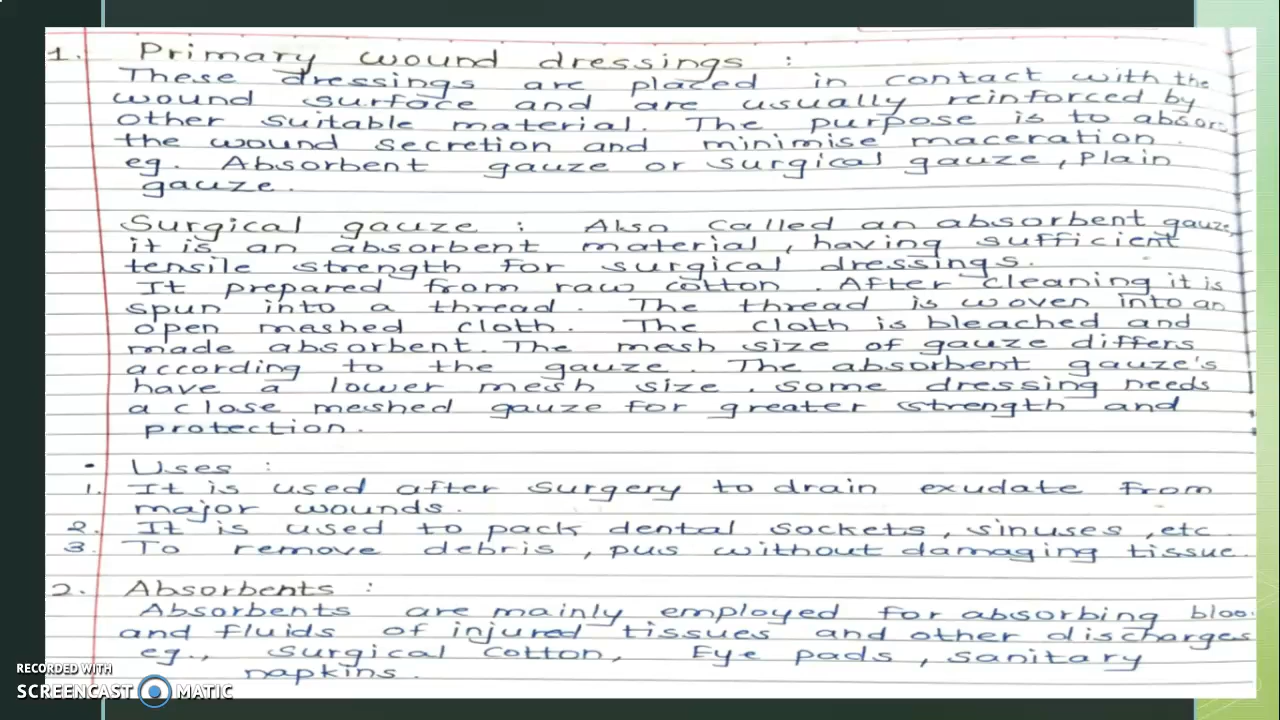 1. Primary wound dressings :
These dressings are placed in contact with the
wound surface and are usually reinforced by
other suitable material. The purpose is to absor
the wound secretion and minimise maceration.
eg. Absorbent gauze or surgical gauze, plain
gauze.
Surgical gauze : Also called an absorbent gauze,
it is an absorbent material, having sufficient
tensile strength for surgical dressings.
It prepared from raw cotton. After cleaning it is
spun into a thread. The thread is woven into an
open mashed cloth. The cloth is bleached and
made absorbent. The mesh size of gauze differs
according to the gauze. The absorbent gauze's
have a lower mesh size. some dressing needs
a close meshed gauze for greater strength and
protection.
• Uses :
1. It is used after surgery to drain exudate from
major wounds.
2. It is used to pack dental sockets, sinuses, etc
3. To remove debris, pus without damaging tissue.
2. Absorbents :
Absorbents are mainly employed for absorbing bloo
and fluids of injured tissues and other discharges
eg., surgical cotton, Eye pads, sanitary
napkins.
RECORDED WITH
SCREENCAST MATIC